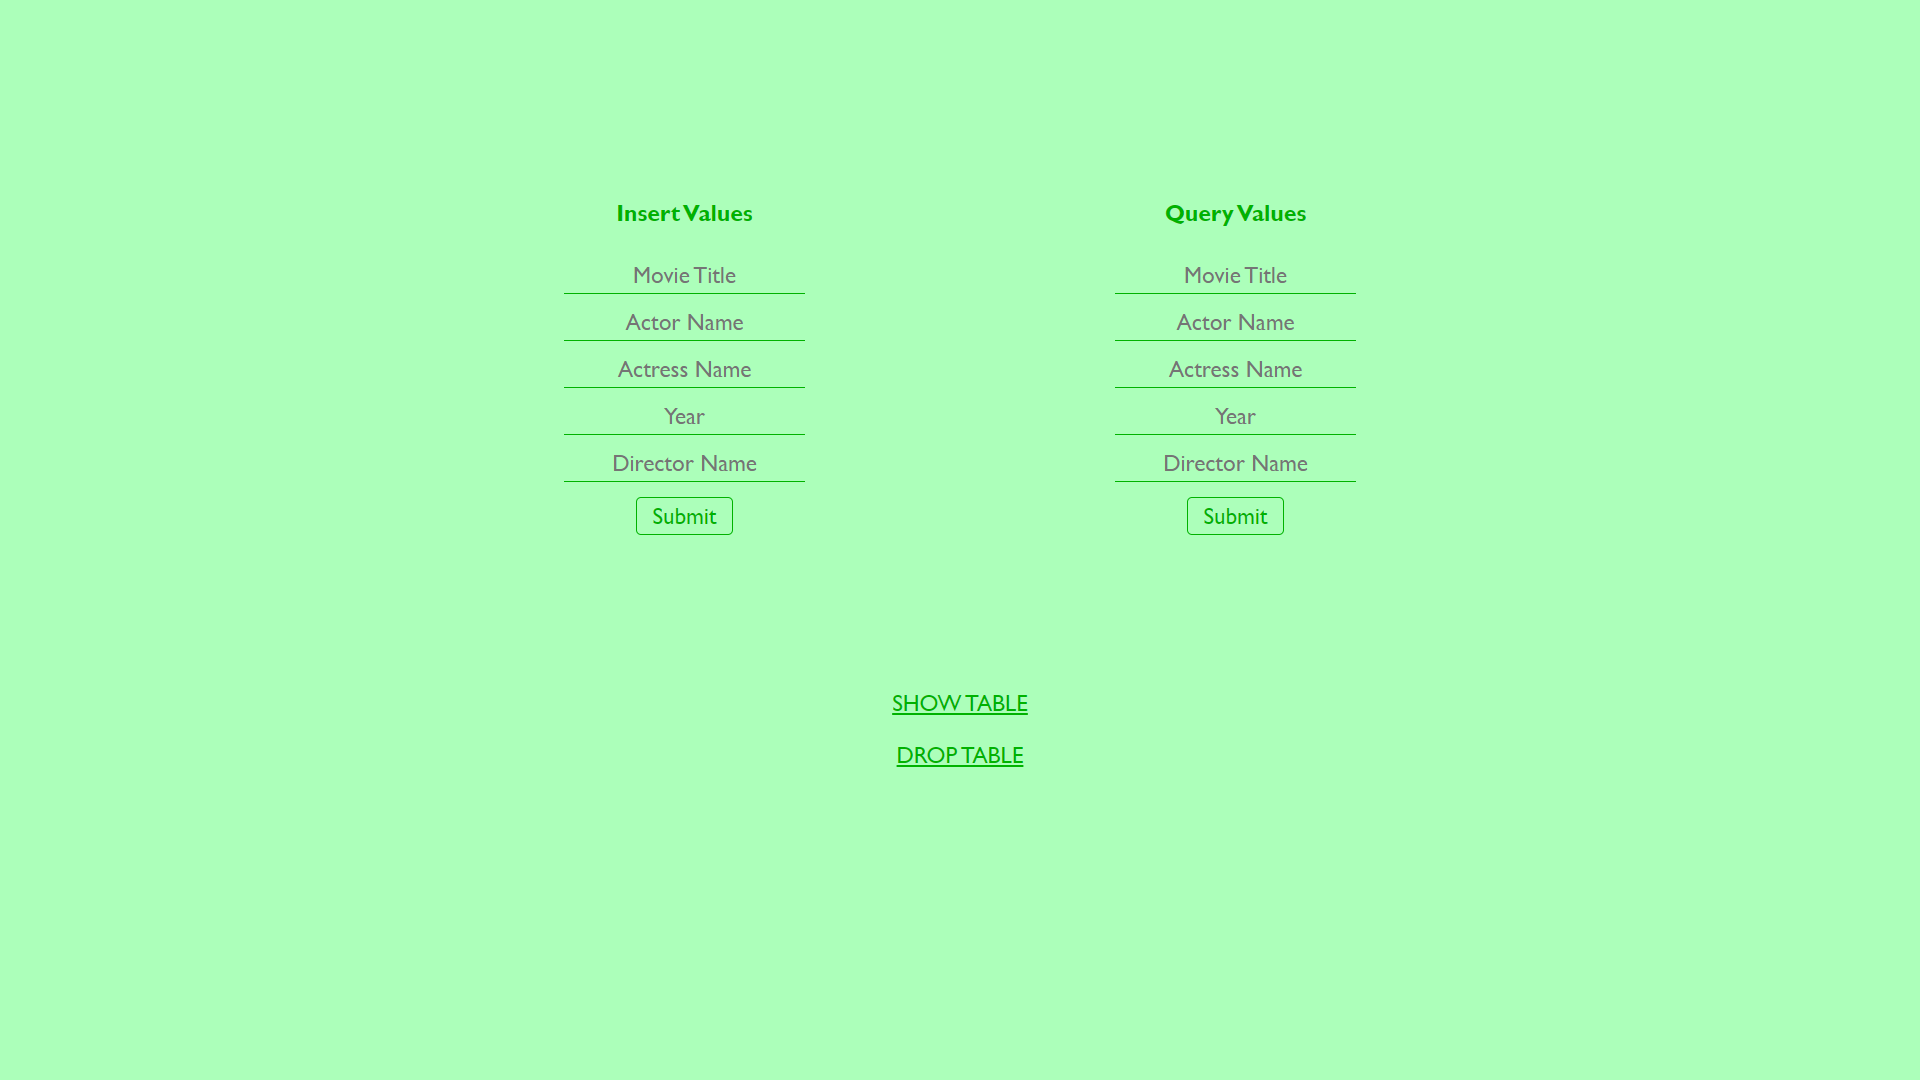 Insert Values
Movie Title
Actor Name
Actress Name
Year
Director Name
Submit
Query Values
Movie Title
Actor Name
Actress Name
Year
Director Name
Submit
SHOW TABLE
DROP TABLE